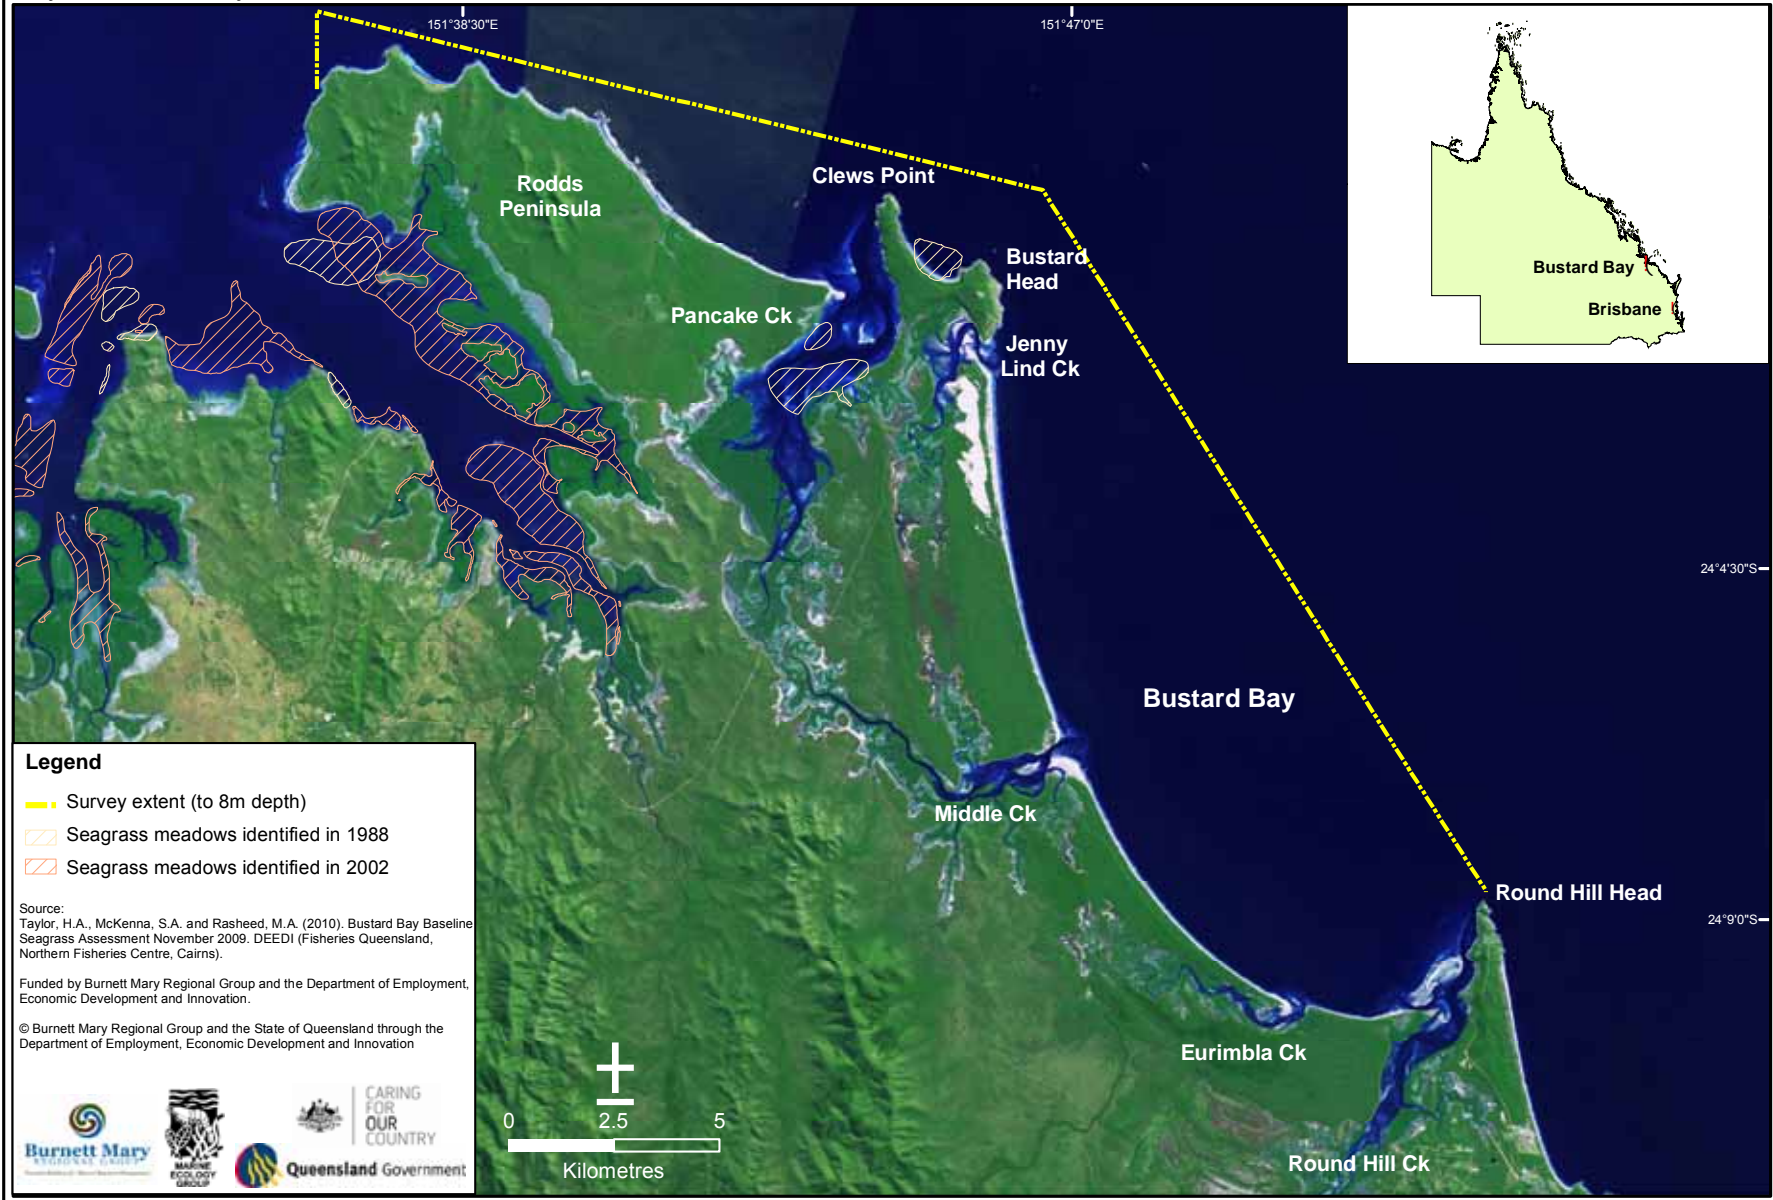 151°38'30"E
151°47'0"E
Clews Point
Rodds
Peninsula
Bustard
Head
Pancake Ck
Jenny
Lind Ck
Bustard Bay
Brisbane
24°4'30"S
Bustard Bay
Middle Ck
Round Hill Head
24°9'0"S
Eurimbla Ck
Round Hill Ck
Legend
Survey extent (to 8m depth)
Seagrass meadows identified in 1988
Seagrass meadows identified in 2002
Source:
Taylor, H.A., McKenna, S.A. and Rasheed, M.A. (2010). Bustard Bay Baseline
Seagrass Assessment November 2009. DEEDI (Fisheries Queensland,
Northern Fisheries Centre, Cairns).
Funded by Burnett Mary Regional Group and the Department of Employment,
Economic Development and Innovation.
© Burnett Mary Regional Group and the State of Queensland through the
Department of Employment, Economic Development and Innovation
Burnett Mary
REGIONAL GROUP
MARINE
ECOLOGY
GROUP
CARING
FOR
OUR
COUNTRY
Queensland Government
0 2.5 5
Kilometres